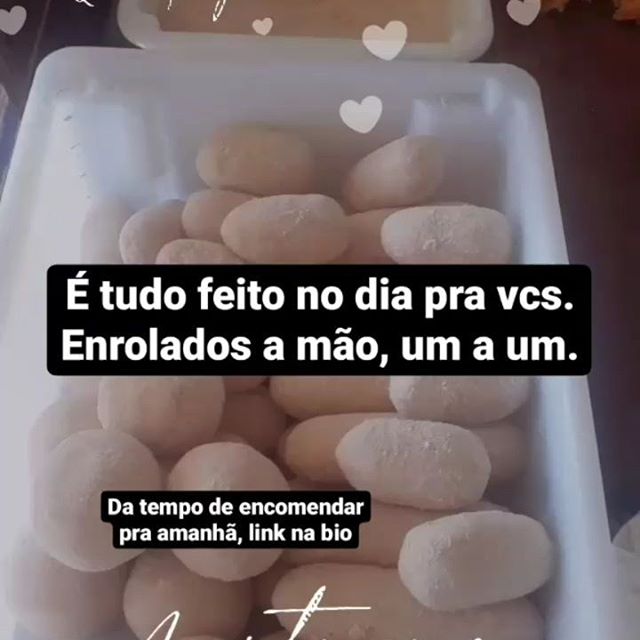 É tudo feito no dia pra vcs.
Enrolados a mão, um a um.
Da tempo de encomendar
pra amanhã, link na bio